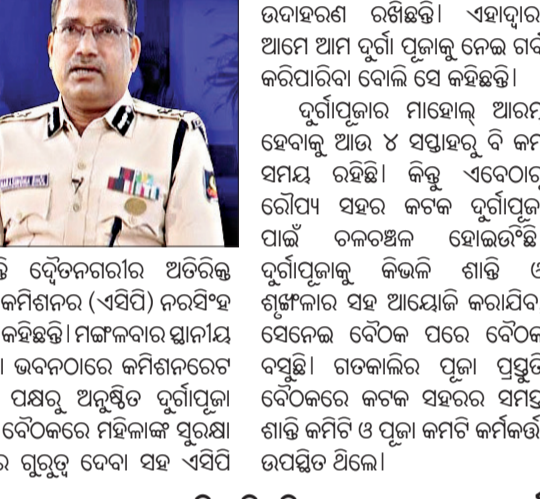 ଦ୍ୱୈତନଗରୀର ଅତିରିକ୍ତ
କମିଶନର (ଏସିପି) ନରସିଂହ
କହିଛନ୍ତି। ମଙ୍ଗଳବାର ସ୍ଥାନୀୟ
ଭବନଠାରେ କମିଶନରେଟ
ପକ୍ଷରୁ ଅନୁଷ୍ଠିତ ଦୁର୍ଗାପୂଜା
ବୈଠକରେ ମହିଳାଙ୍କ ସୁରକ୍ଷା
ଗୁରୁତ୍ୱ ଦେବା ସହ ଏସିପି
ଉଦାହରଣ ରଖିଛନ୍ତି। ଏହାଦ୍ୱାର
ଆମେ ଆମ ଦୁର୍ଗା ପୂଜାକୁ ନେଇ ଗର୍ବ
କରିପାରିବା ବୋଲି ସେ କହିଛନ୍ତି।
ଦୁର୍ଗାପୂଜାର ମାହୋଲ୍ ଆରମ୍
ହେବାକୁ ଆଉ ୪ ସପ୍ତାହରୁ ବି କମ
ସମୟ ରହିଛି। କିନ୍ତୁ ଏବେଠାରୁ
ରୌପ୍ୟ ସହର କଟକ ଦୁର୍ଗାପୂଜ
ପାଇଁ ଚଳଚଞ୍ଚଳ ହୋଇଉଠିଛି
ଦୁର୍ଗାପୂଜାକୁ କିଭଳି ଶାନ୍ତି ଓ
ଶୃଙ୍ଖଳାର ସହ ଆୟୋଜି କରାଯିବ
ସେନେଇ ବୈଠକ ପରେ ବୈଠକ
ବସୁଛି। ଗତକାଲିର ପୂଜା ପ୍ରସ୍ତୁତି
ବୈଠକରେ କଟକ ସହରର ସମସ୍ତ
ଶାନ୍ତି କମିଟି ଓ ପୂଜା କମଟି କର୍ମକର୍ତ୍ତ
ଉପସ୍ଥିତ ଥିଲେ।